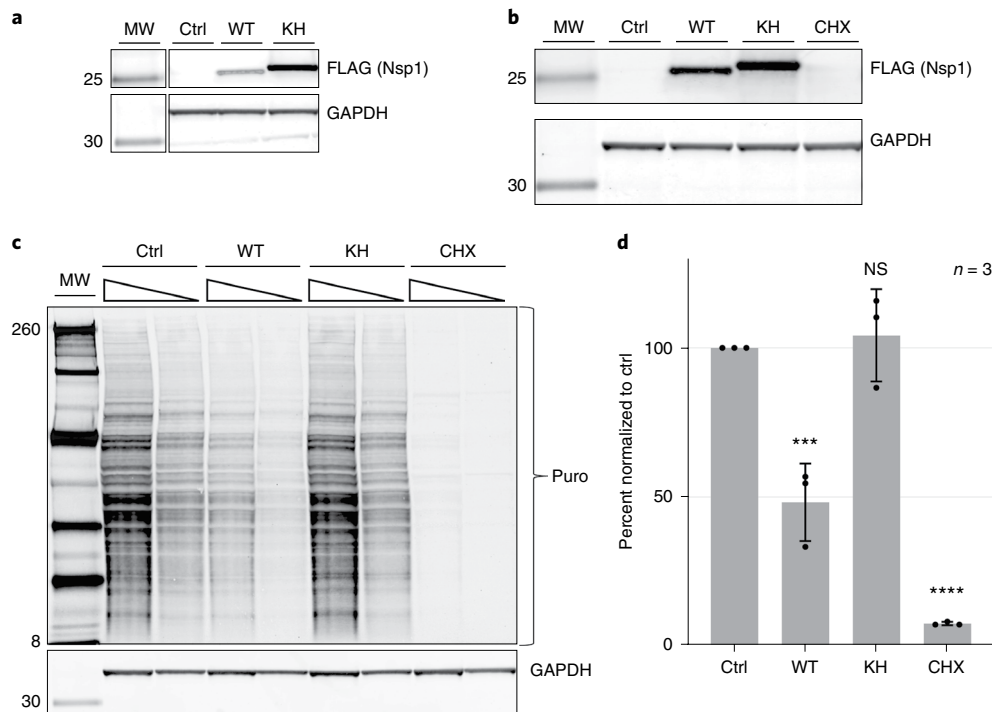 a
MW Ctrl WT KH
25 FLAG (Nsp1)
GAPDH
30
b
MW Ctrl WT KH CHX
25 FLAG (Nsp1)
GAPDH
30
c
Ctrl WT KH CHX
MW
260
Puro
8
GAPDH
30
d
NS n = 3
100
***
50
****
0
Percent normalized to ctrl
Ctrl WT KH CHX